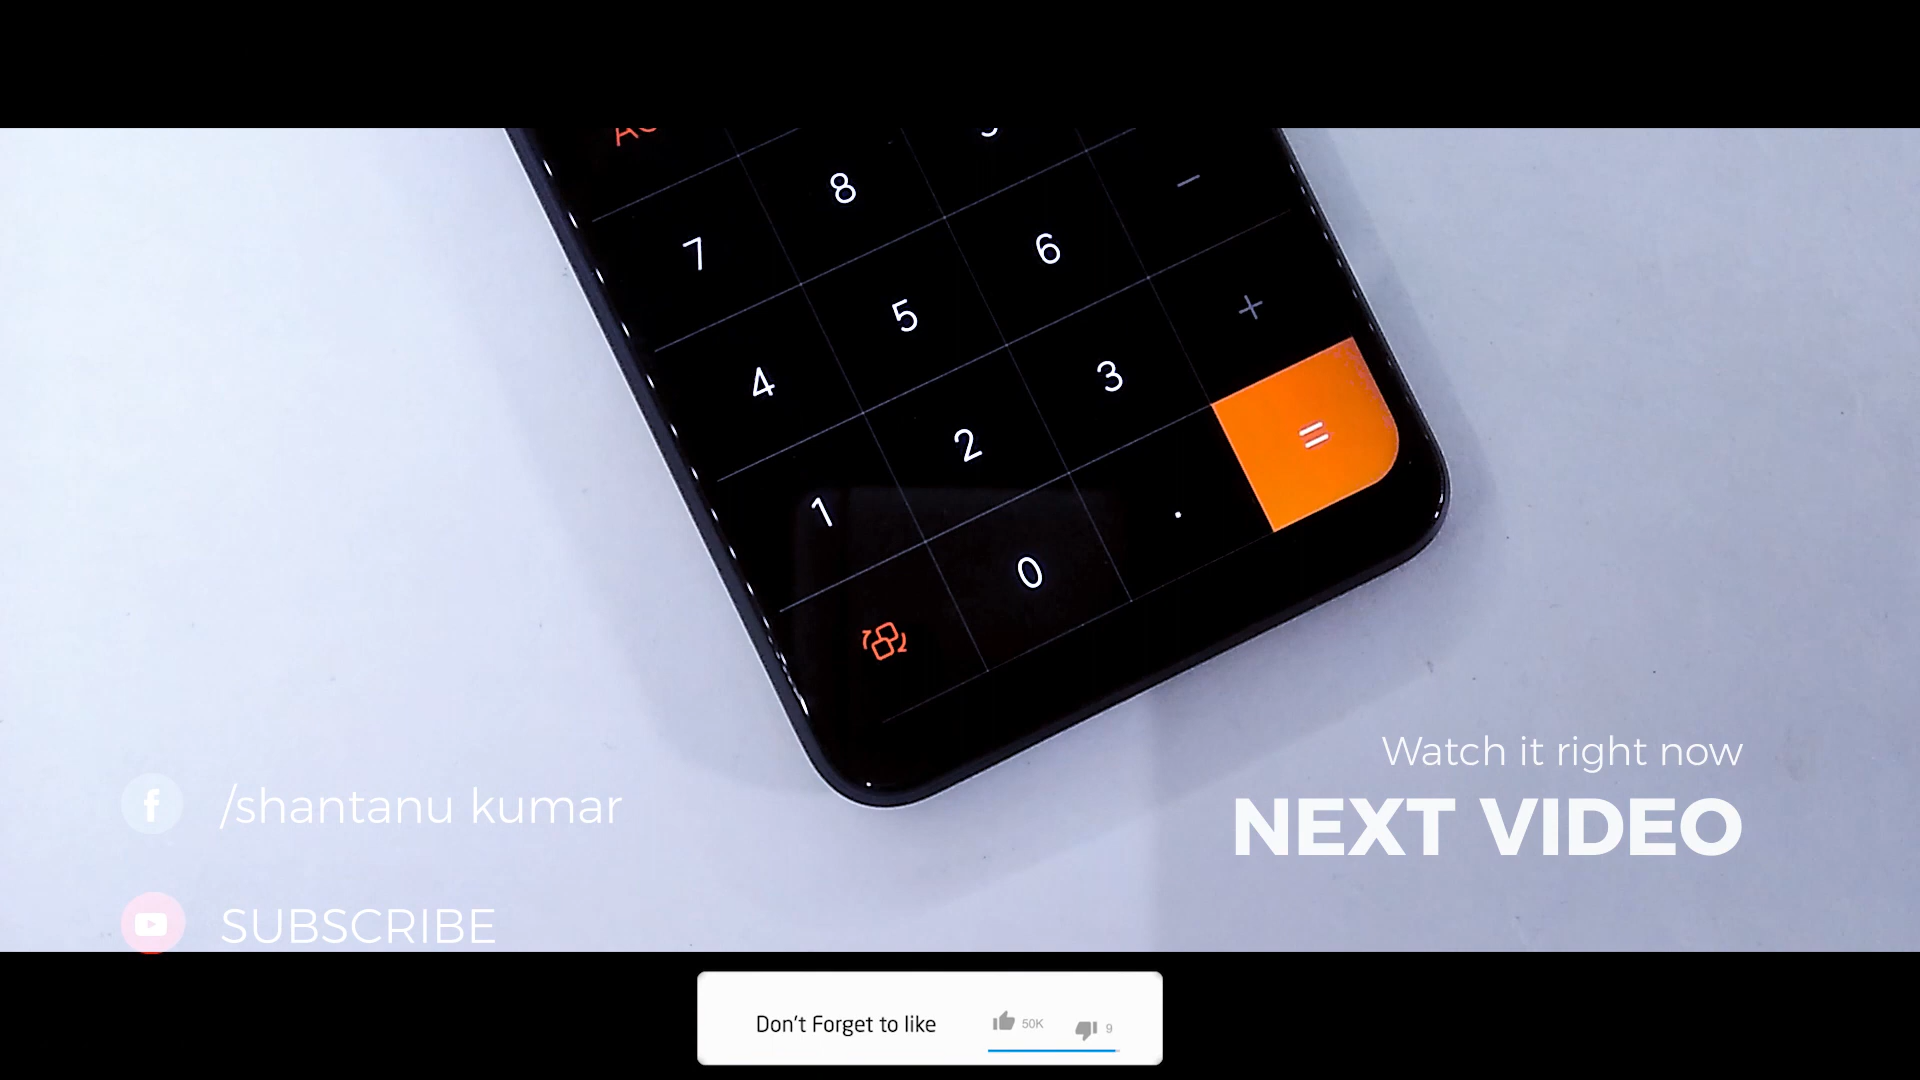 8
−
7
6
5
+
4
3
=
2
1
.
0
Watch it right now
/shantanu kumar
NEXT VIDEO
SUBSCRIBE
Don't Forget to like 50K 9